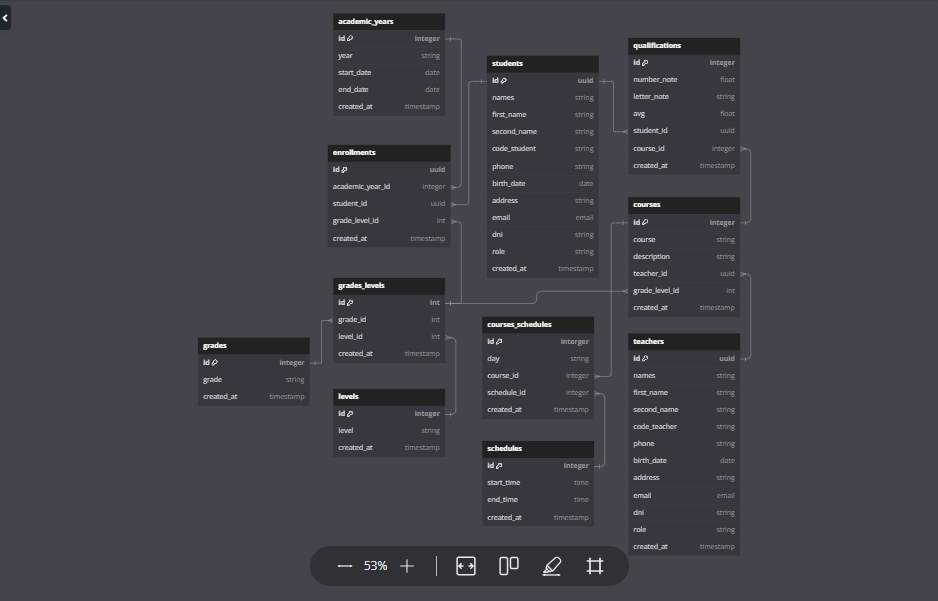 academic_years
id integer
year string
start_date date
end_date date
created_at timestamp
enrollments
id uuid
academic_year_id integer
student_id uuid
grade_level_id int
created_at timestamp
grades_levels
id int
grade_id int
level_id int
created_at timestamp
grades
id integer
grade string
created_at timestamp
levels
id integer
level string
created_at timestamp
students
id uuid
names string
first_name string
second_name string
code_student string
phone string
birth_date date
address string
email email
dni string
role string
created_at timestamp
courses_schedules
id interger
day string
course_id integer
schedule_id integer
created_at timestamp
schedules
id integer
start_time time
end_time time
created_at timestamp
qualifications
id integer
number_note float
letter_note string
avg float
student_id uuid
course_id integer
created_at timestamp
courses
id integer
course string
description string
teacher_id uuid
grade_level_id int
created_at timestamp
teachers
id uuid
names string
first_name string
second_name string
code_teacher string
phone string
birth_date date
address string
email email
dni string
role string
created_at timestamp
53%